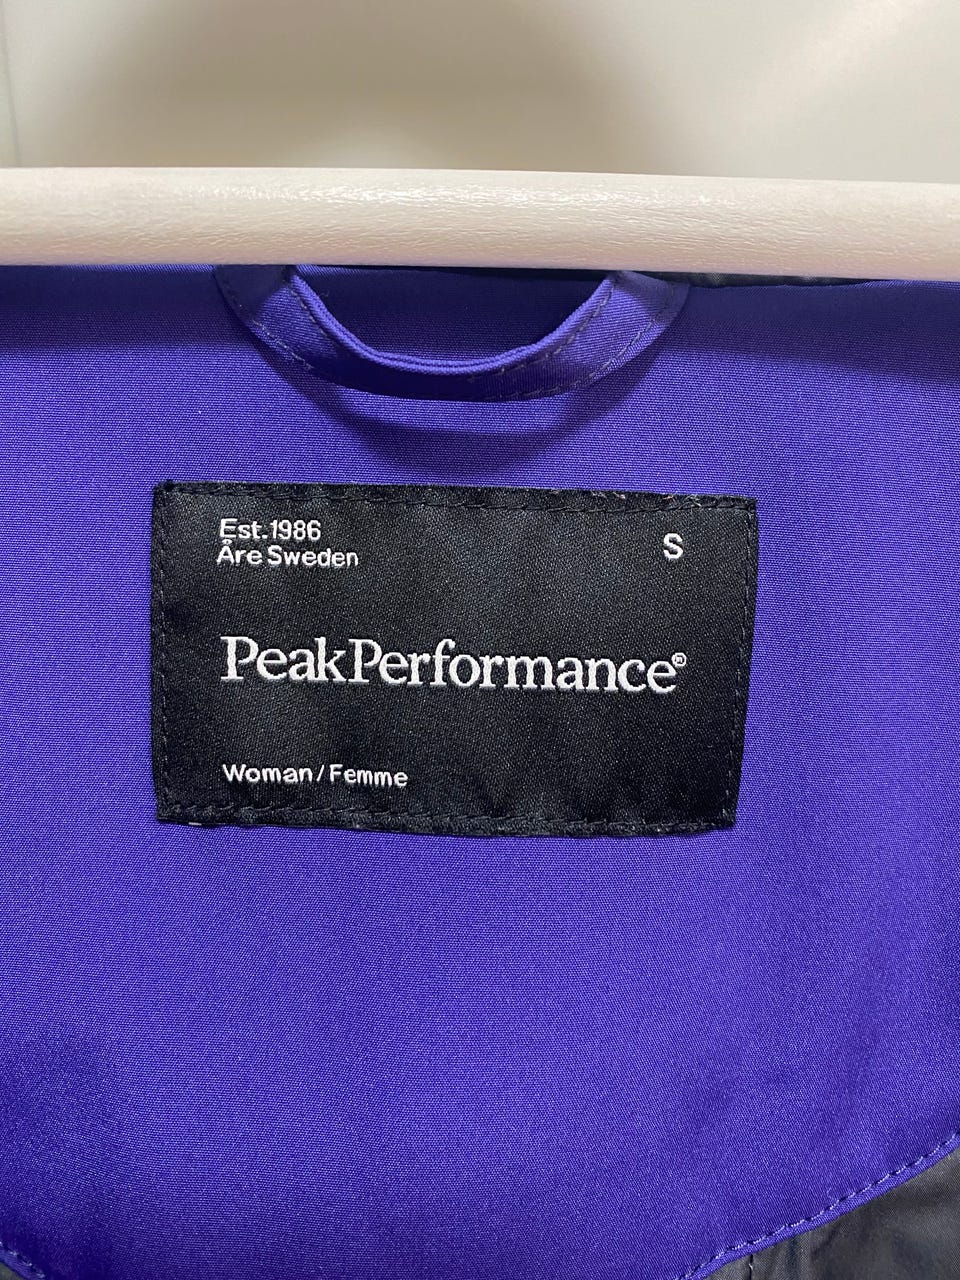 Est.1986
Åre Sweden
S
PeakPerformance®
Woman/Femme